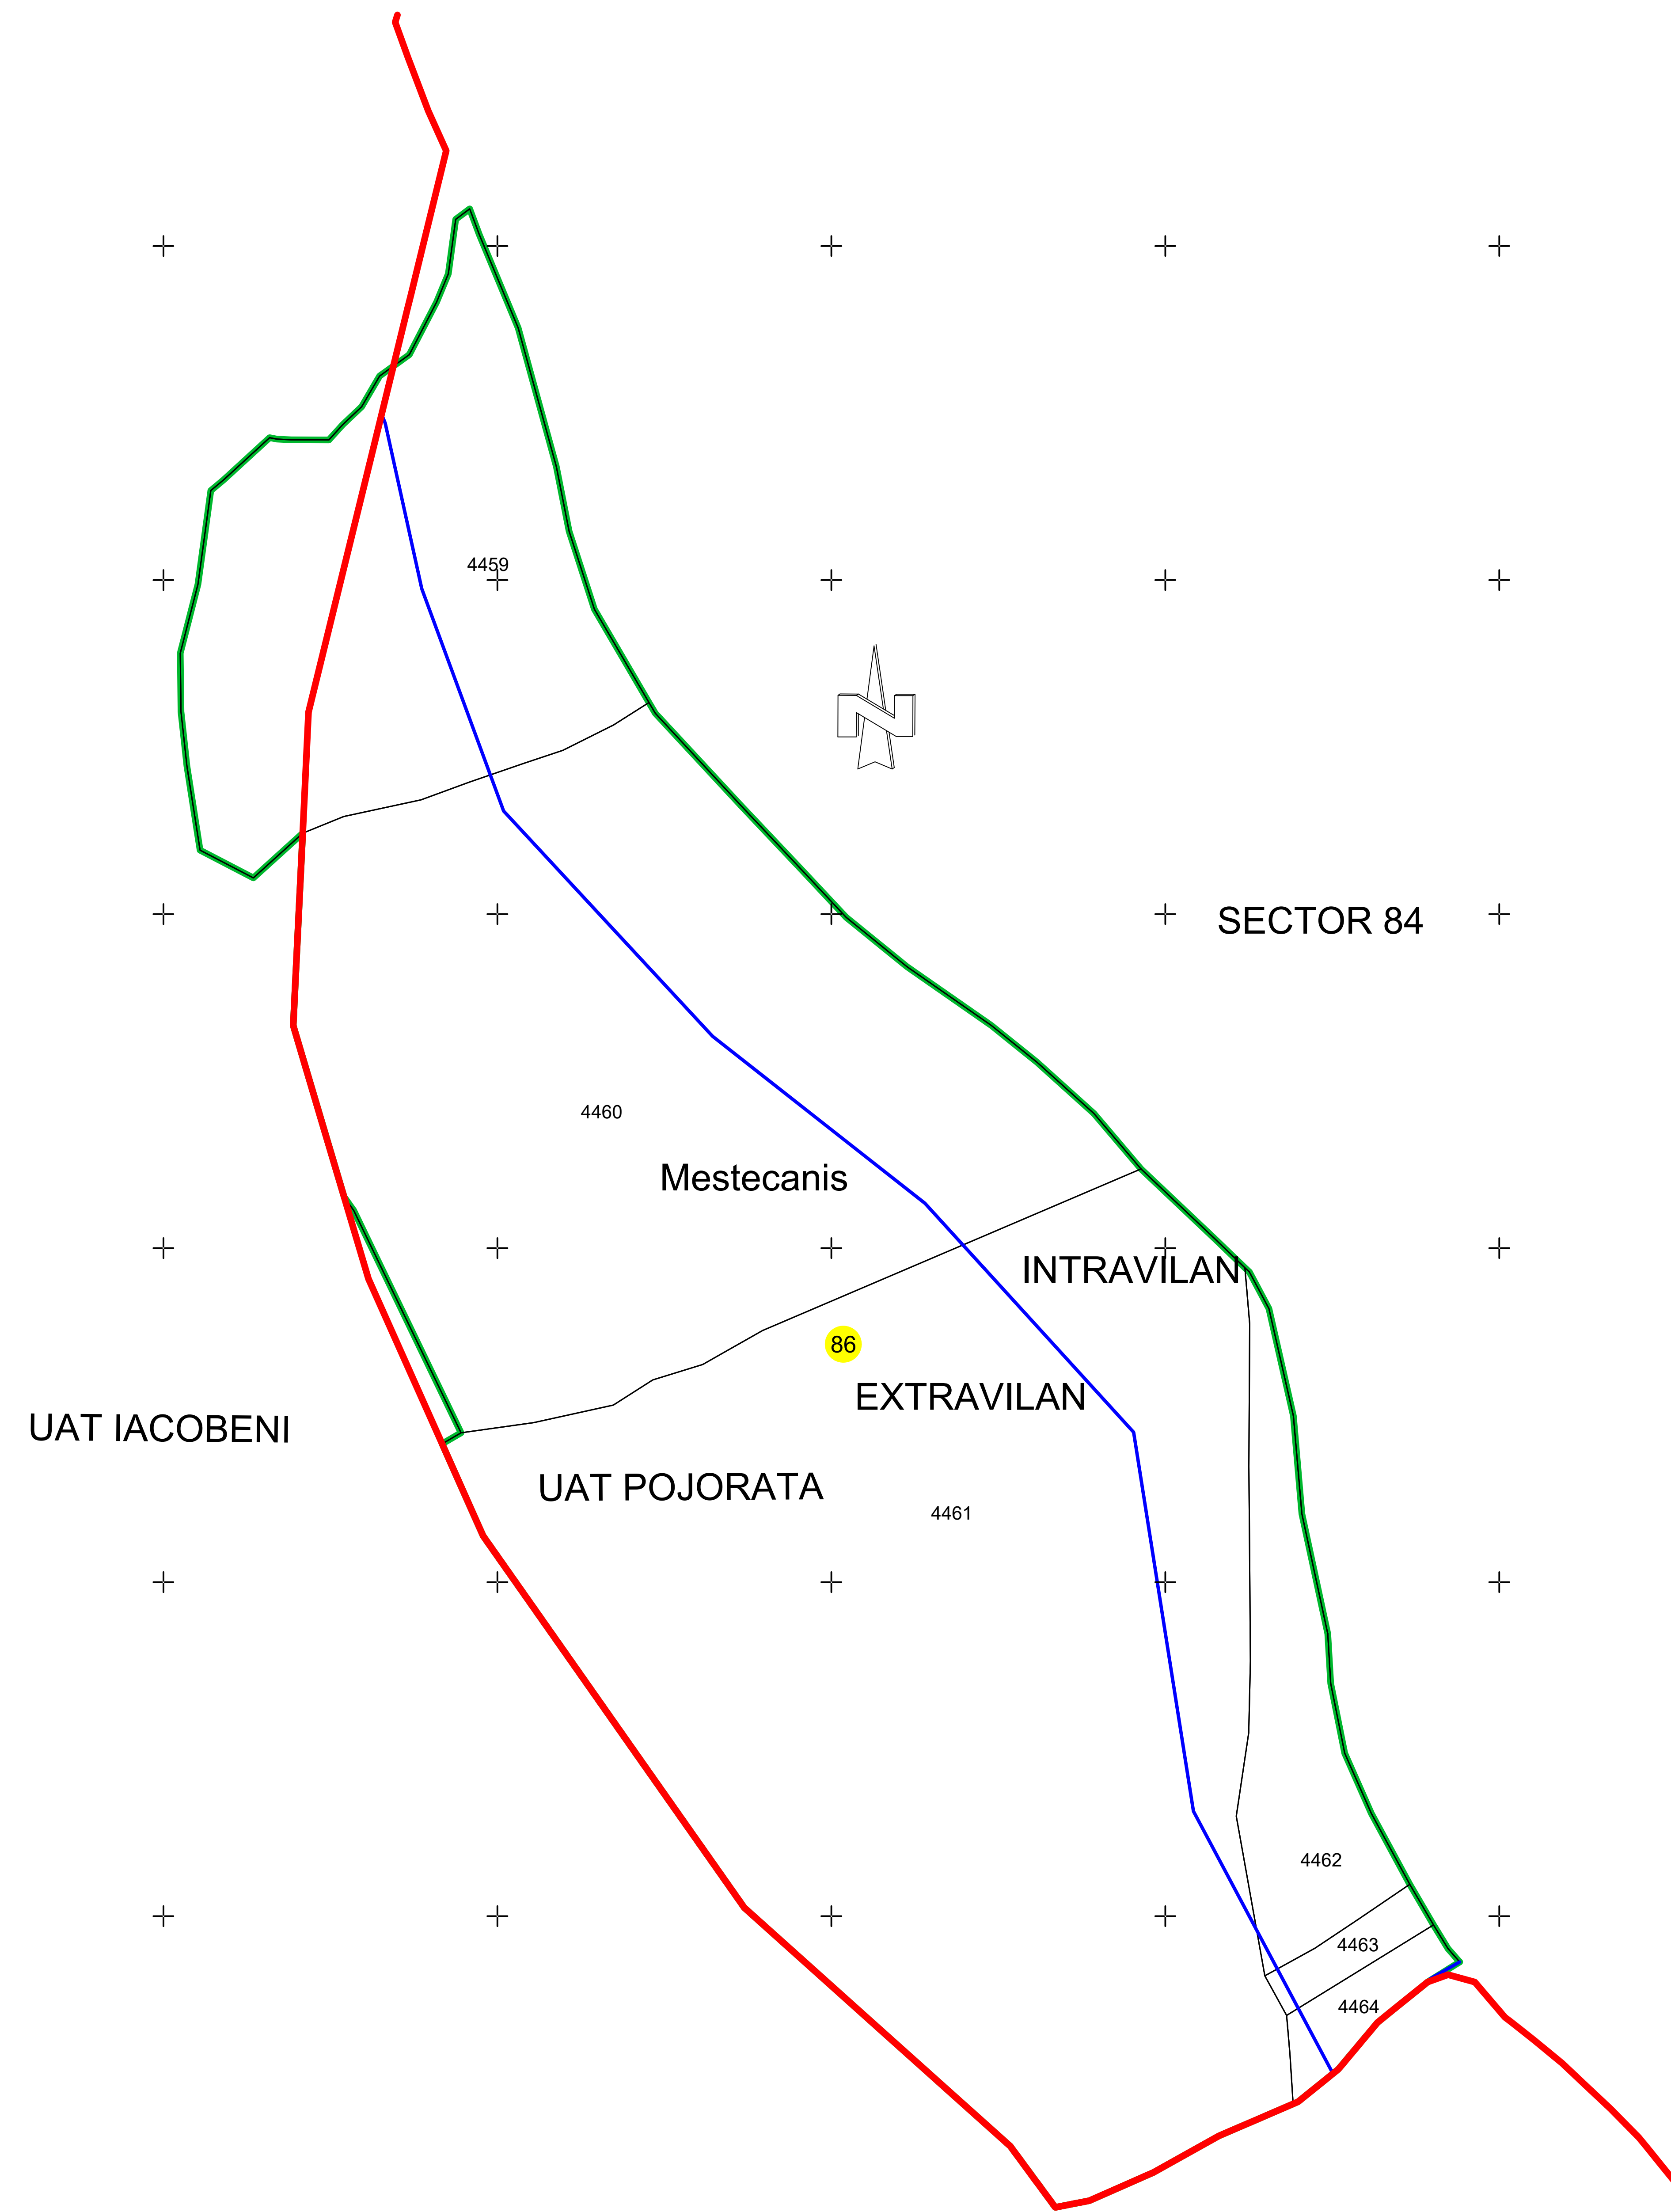 4459
N
SECTOR 84
4460
Mestecanis
INTRAVILAN
86
EXTRAVILAN
UAT IACOBENI
UAT POJORATA
4461
4462
4463
4464